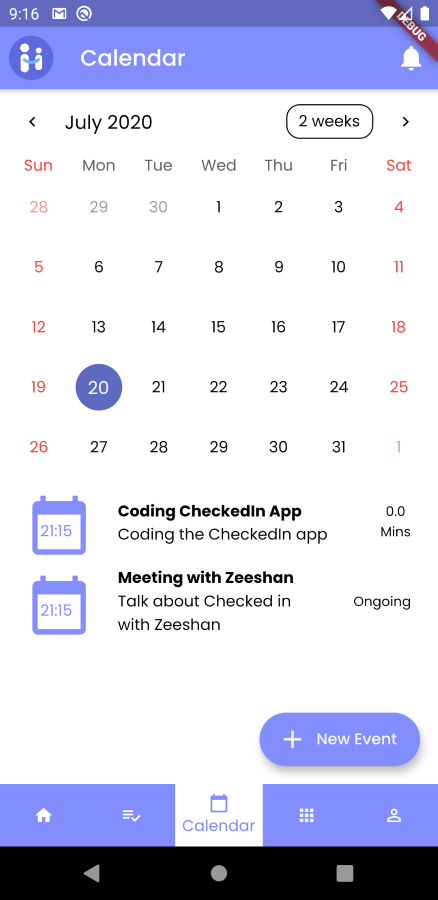 9:16
DEBUG
Calendar
July 2020
2 weeks
Sun Mon Tue Wed Thu Fri Sat
28 29 30 1 2 3 4
5 6 7 8 9 10 11
12 13 14 15 16 17 18
19 20 21 22 23 24 25
26 27 28 29 30 31 1
21:15
Coding CheckedIn App
Coding the CheckedIn app
0.0
Mins
21:15
Meeting with Zeeshan
Talk about Checked in
with Zeeshan
Ongoing
New Event
Calendar